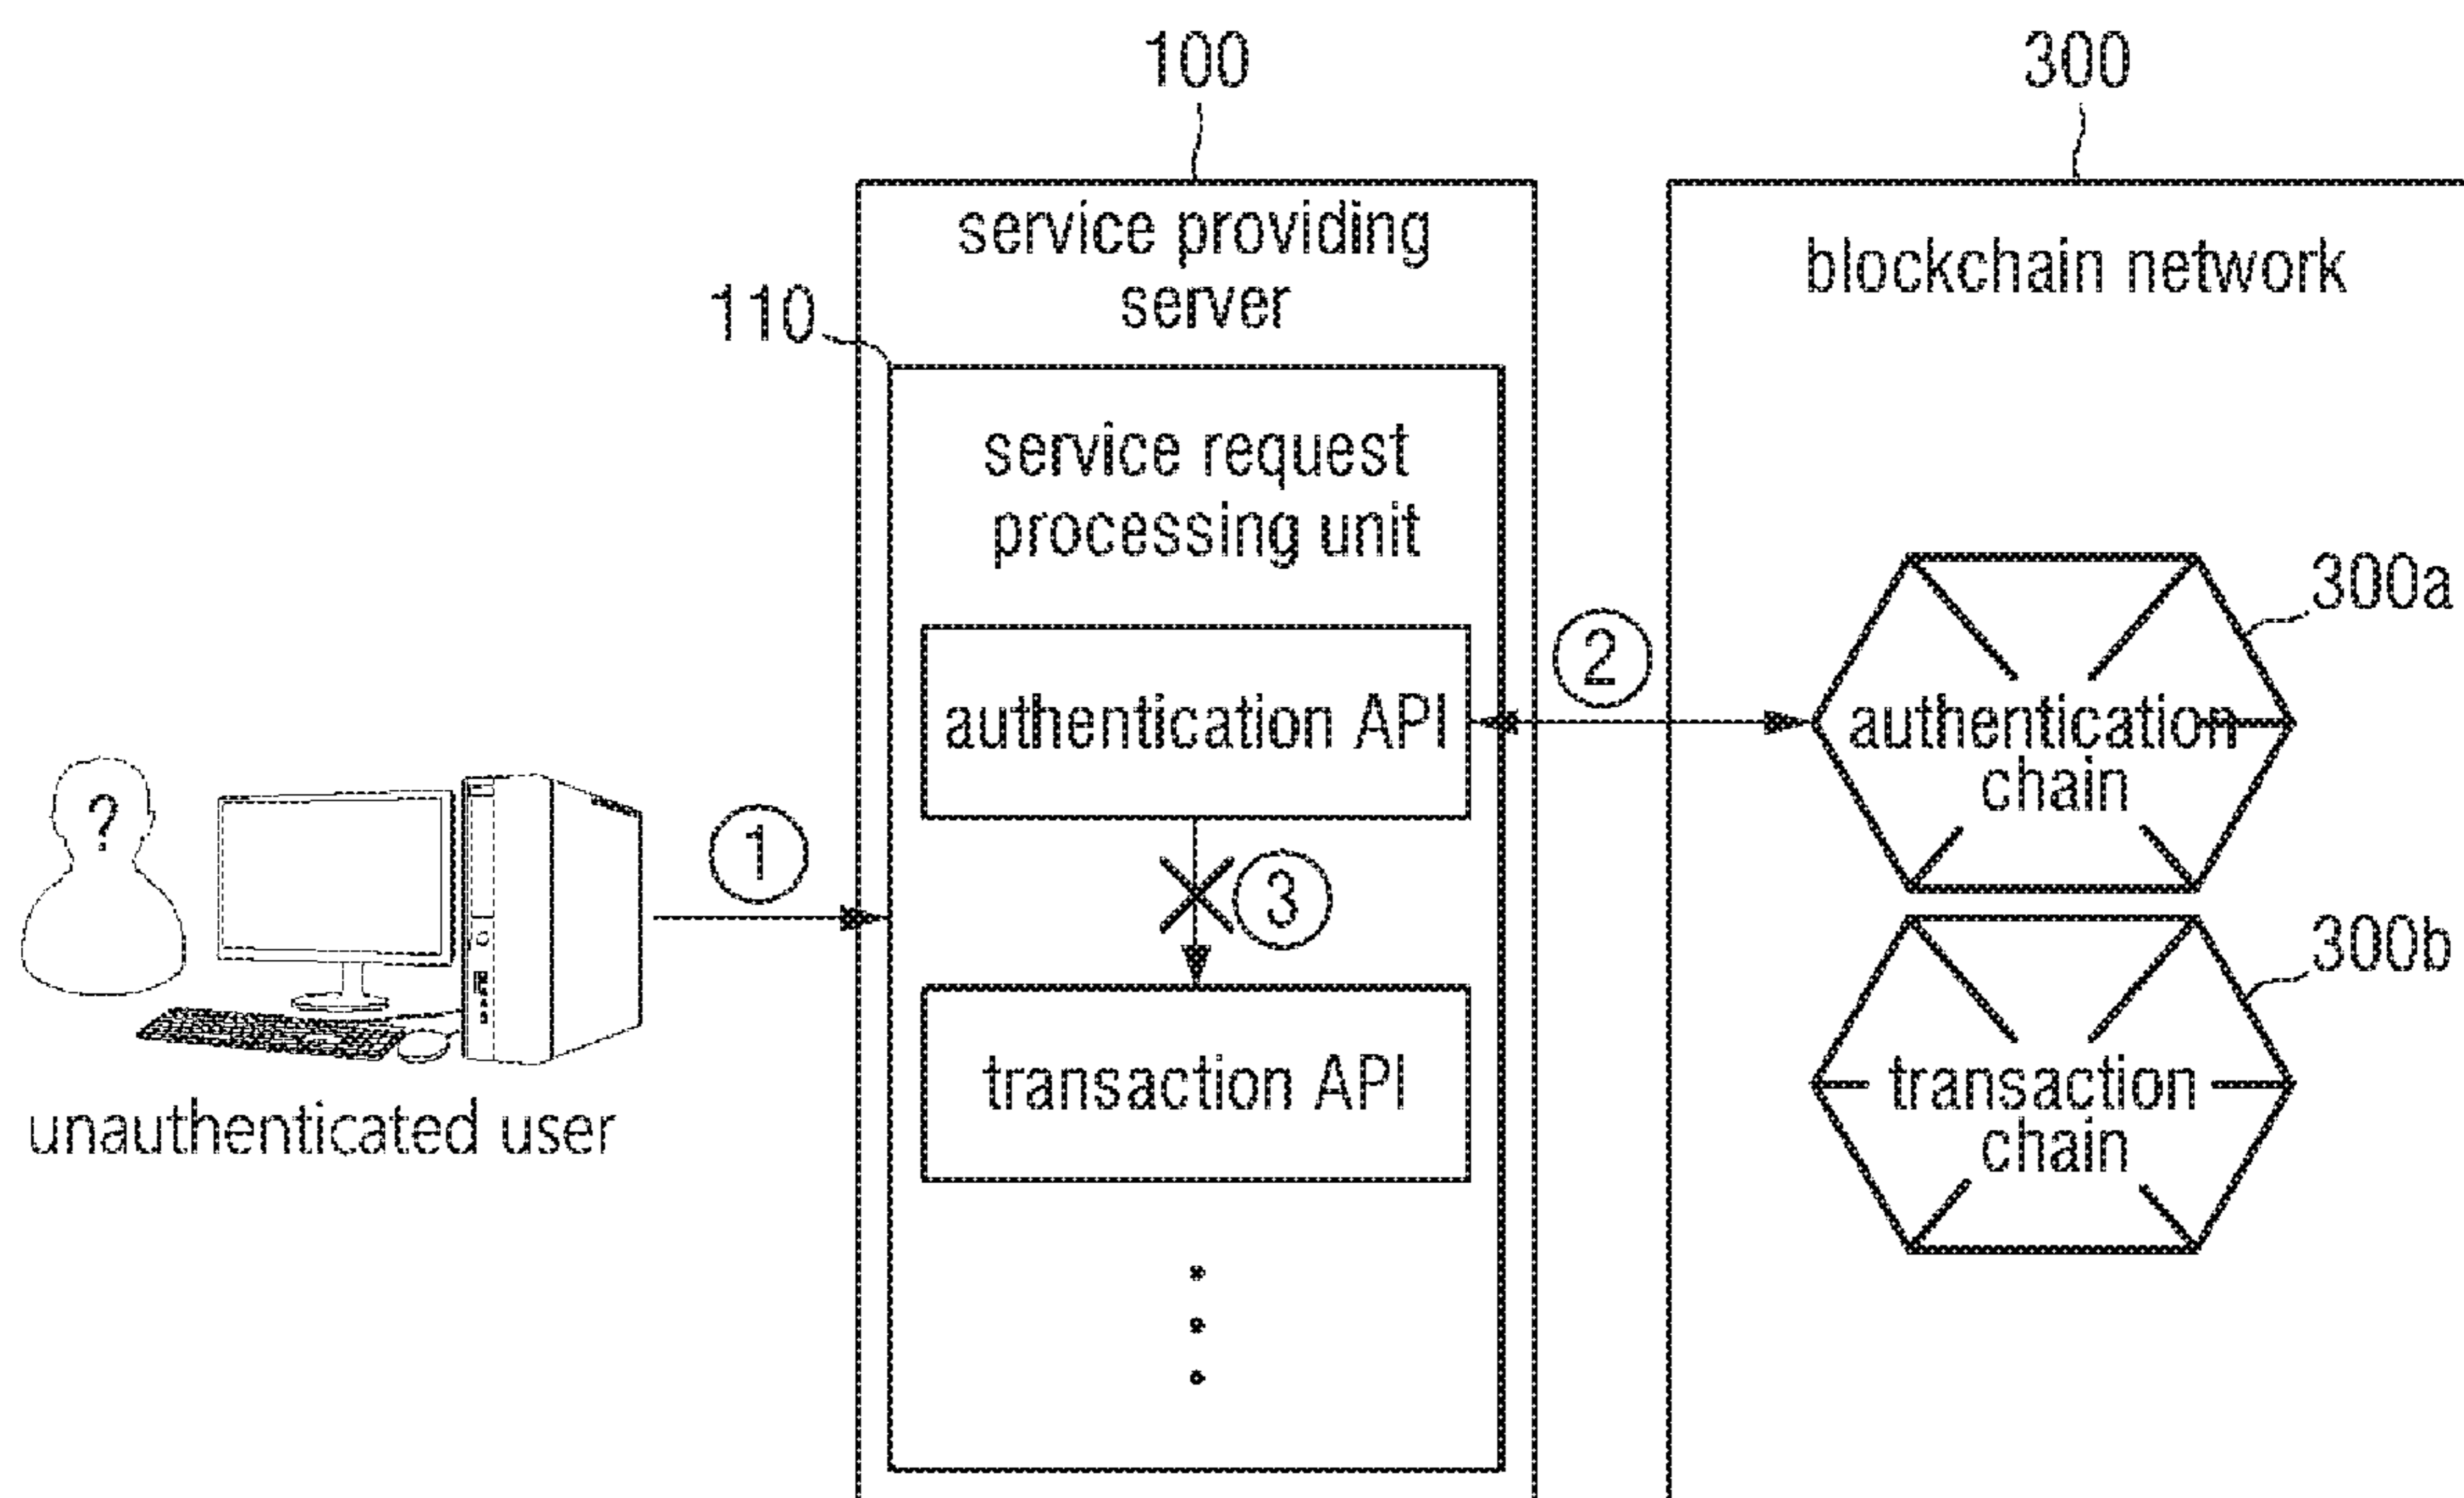 100
300
service providing
server
blockchain network
110
service request
processing unit
300a
2
authentication API
authentication
chain
?
1
3
300b
transaction API
transaction
chain
unauthenticated user